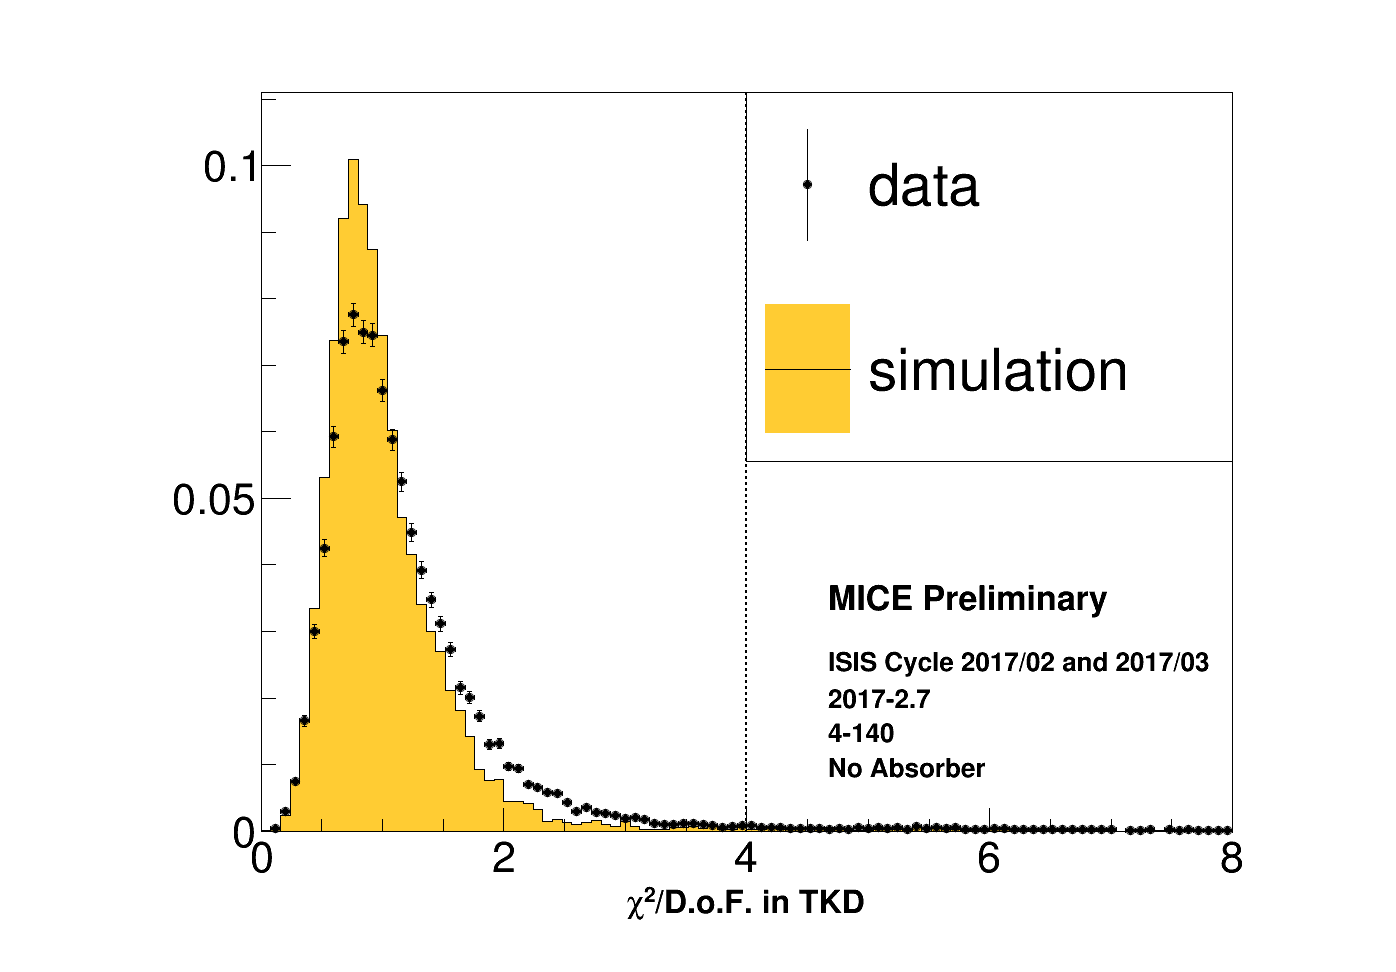 0.1
0.05
0
0 2 4 6 8
χ²/D.o.F. in TKD
data
simulation
MICE Preliminary
ISIS Cycle 2017/02 and 2017/03
2017-2.7
4-140
No Absorber